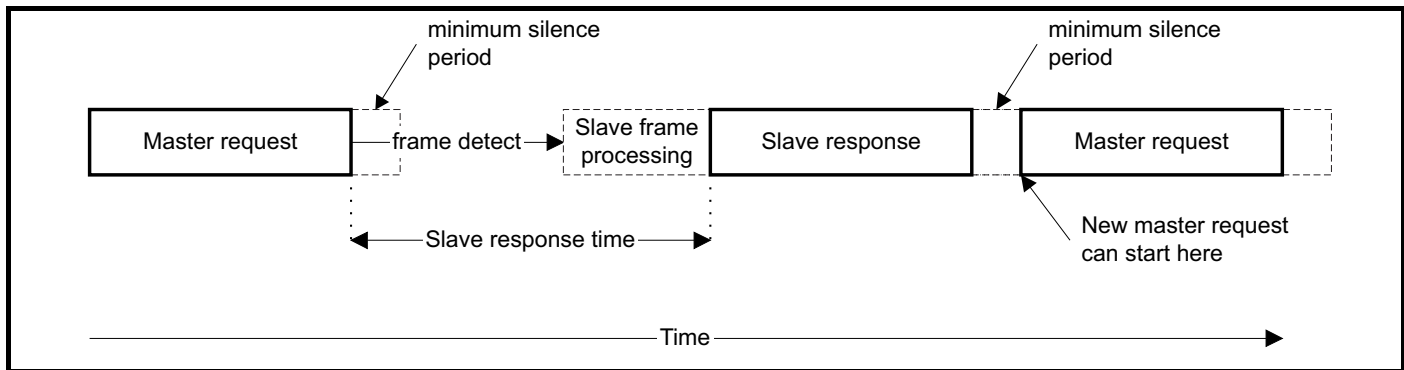 minimum silence
period
minimum silence
period
Master request
frame detect
Slave frame
processing
Slave response
Master request
Slave response time
New master request
can start here
Time